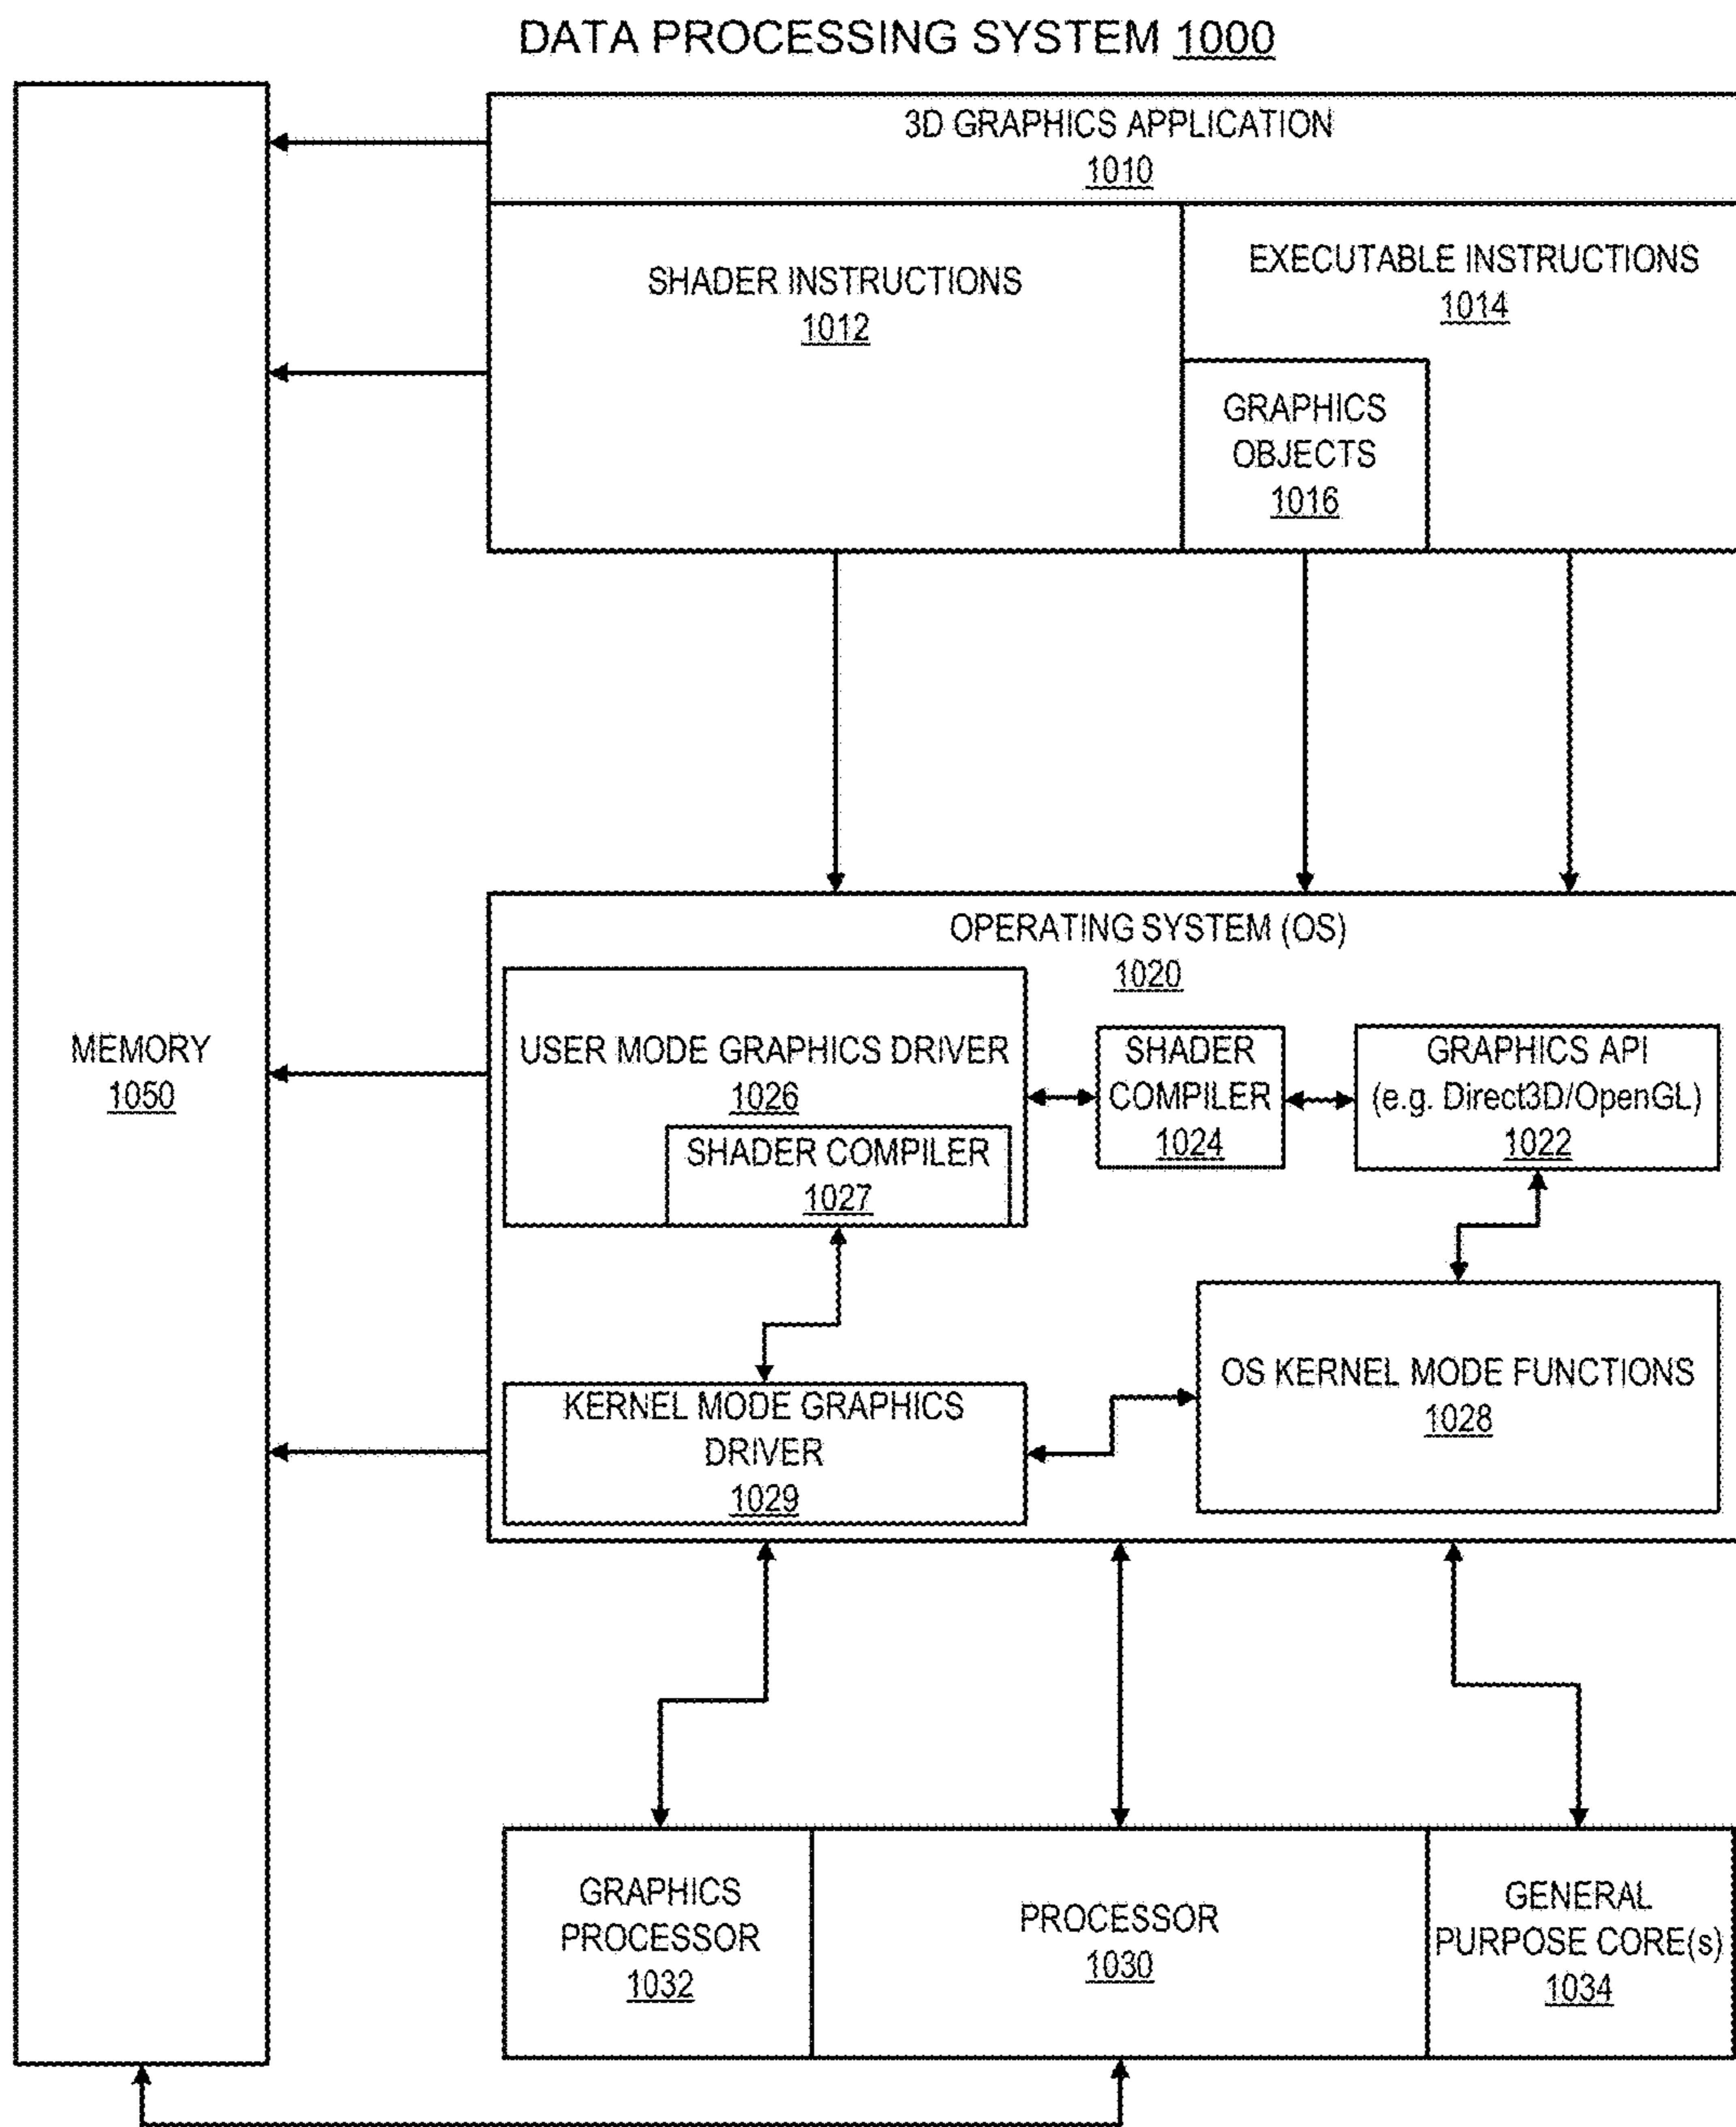 DATA PROCESSING SYSTEM 1000
3D GRAPHICS APPLICATION
1010
SHADER INSTRUCTIONS
1012
EXECUTABLE INSTRUCTIONS
1014
GRAPHICS
OBJECTS
1016
MEMORY
1050
OPERATING SYSTEM (OS)
1020
USER MODE GRAPHICS DRIVER
1026
SHADER COMPILER
1027
SHADER
COMPILER
1024
GRAPHICS API
(e.g. Direct3D/OpenGL)
1022
KERNEL MODE GRAPHICS
DRIVER
1029
OS KERNEL MODE FUNCTIONS
1028
GRAPHICS
PROCESSOR
1032
PROCESSOR
1030
GENERAL
PURPOSE CORE(s)
1034